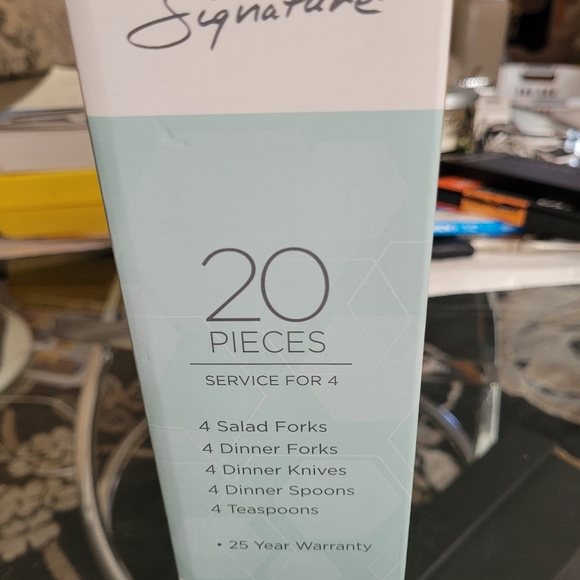 Signature
20
PIECES
SERVICE FOR 4
4 Salad Forks
4 Dinner Forks
4 Dinner Knives
4 Dinner Spoons
4 Teaspoons
• 25 Year Warranty